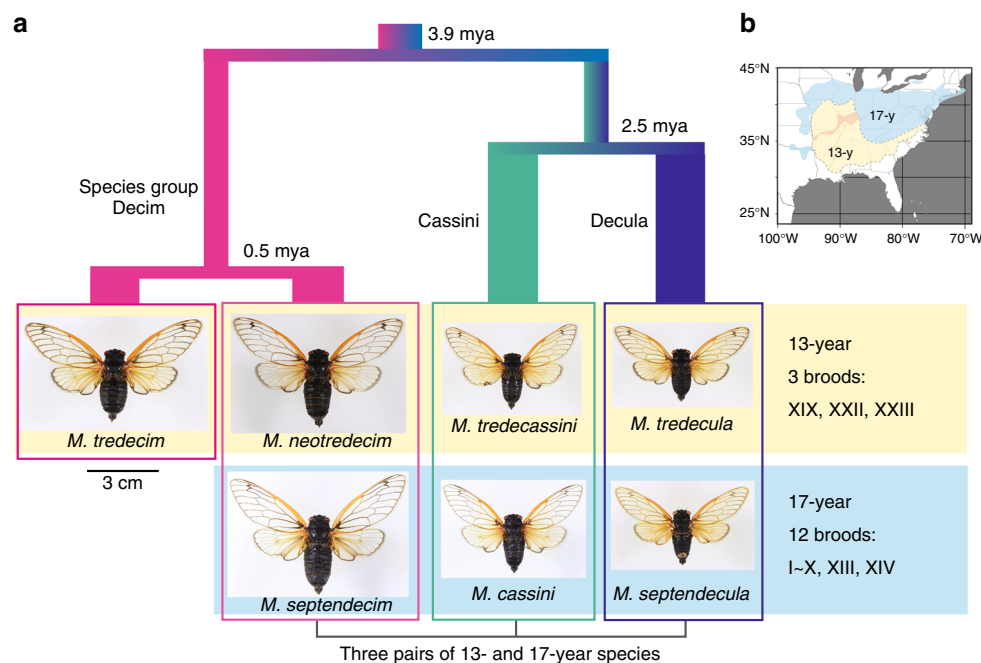 a
3.9 mya
b
45°N
35°N
25°N
100°W
90°W
80°W
70°W
17-y
13-y
2.5 mya
Species group
Decim
Cassini
Decula
0.5 mya
M. tredecim
M. neotredecim
M. tredecassini
M. tredecula
13-year
3 broods:
XIX, XXII, XXIII
3 cm
M. septendecim
M. cassini
M. septendecula
17-year
12 broods:
I~X, XIII, XIV
Three pairs of 13- and 17-year species